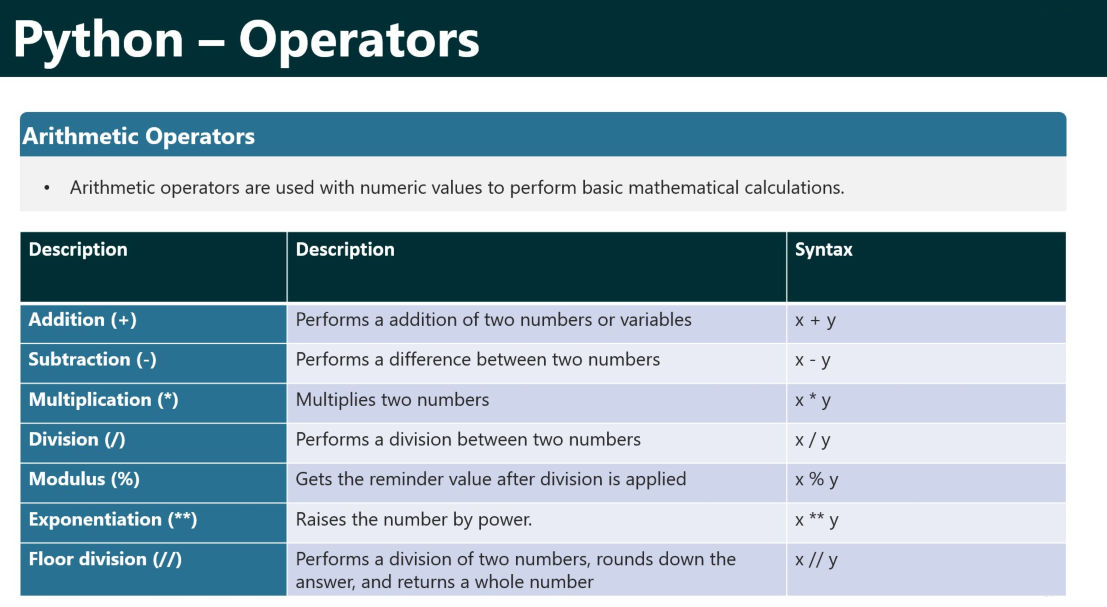 Python – Operators
Arithmetic Operators
• Arithmetic operators are used with numeric values to perform basic mathematical calculations.
Description Description Syntax
Addition (+) Performs a addition of two numbers or variables x + y
Subtraction (-) Performs a difference between two numbers x - y
Multiplication (*) Multiplies two numbers x * y
Division (/) Performs a division between two numbers x / y
Modulus (%) Gets the reminder value after division is applied x % y
Exponentiation (**) Raises the number by power. x ** y
Floor division (//) Performs a division of two numbers, rounds down the x // y
answer, and returns a whole number